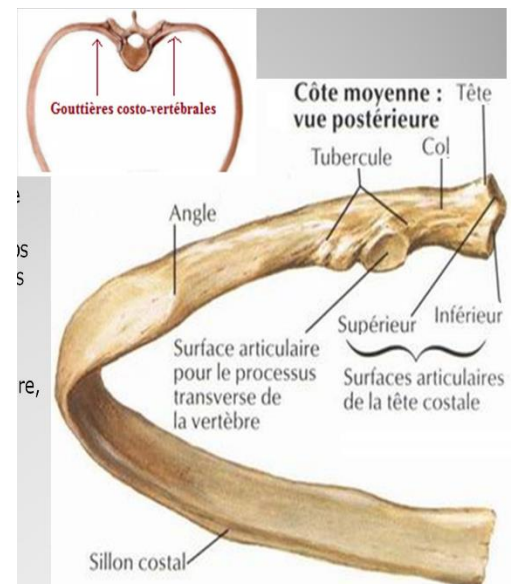 Gouttières costo-vertébrales
Côte moyenne :
vue postérieure
Tête
Col
Tubercule
Angle
Supérieur
Inférieur
Surface articulaire
pour le processus
transverse de
la vertèbre
Surfaces articulaires
de la tête costale
Sillon costal